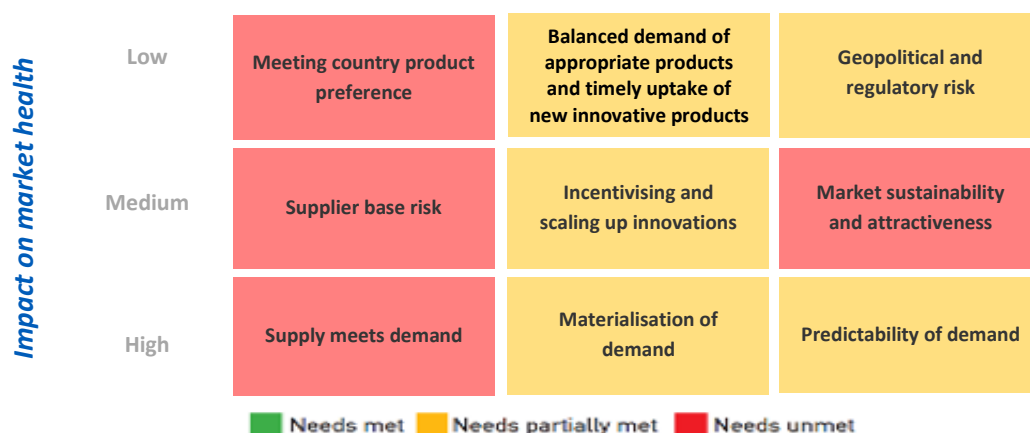 Impact on market health
Low
Meeting country product
preference
Balanced demand of
appropriate products
and timely uptake of
new innovative products
Geopolitical and
regulatory risk
Medium
Supplier base risk
Incentivising and
scaling up innovations
Market sustainability
and attractiveness
High
Supply meets demand
Materialisation of
demand
Predictability of demand
Needs met Needs partially met Needs unmet